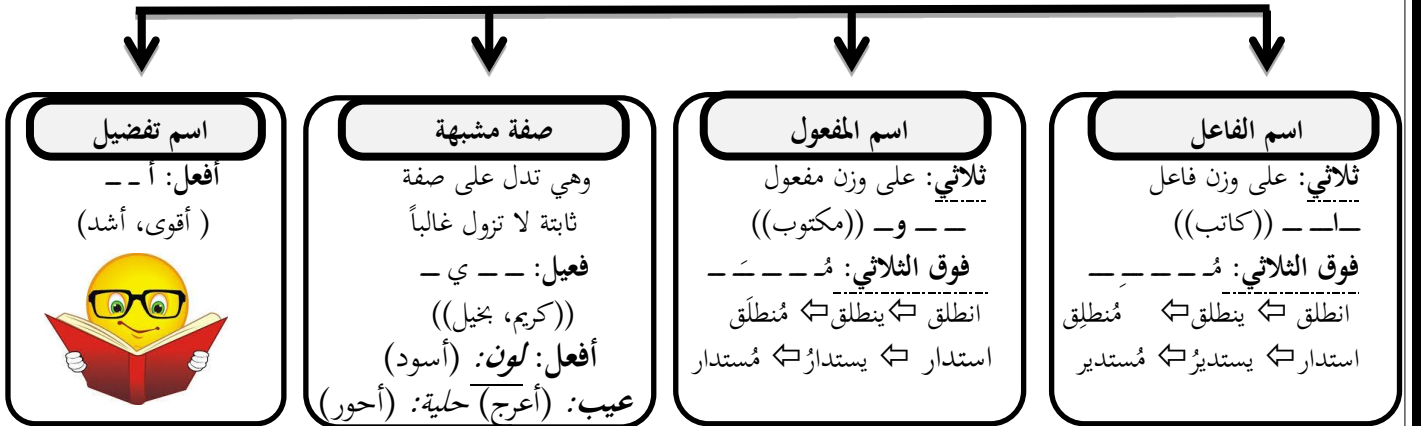 اسم الفاعل
ثلاثي: على وزن فاعل
ـاـ ـ ((كاتب))
فوق الثلاثي: مُـ ـ ـ ـ ـِ ـ
انطلق ⇦ ينطلق ⇦ مُنطلِق
استدار ⇦ يستديرُ ⇦ مُستدير
اسم المفعول
ثلاثي: على وزن مفعول
ـ ـ وـ ((مكتوب))
فوق الثلاثي: مُـ ـ ـ ـَ ـ
انطلق ⇦ ينطلق ⇦ مُنطلَق
استدار ⇦ يستدارُ ⇦ مُستدار
صفة مشبهة
وهي تدل على صفة
ثابتة لا تزول غالباً
فعيل: ـ ـ ي ـ
((كريم، بخيل))
أفعل: لون: (أسود)
عيب: (أعرج) حلية: (أحور)
اسم تفضيل
أفعل: أ ـ ـ
( أقوى، أشد)